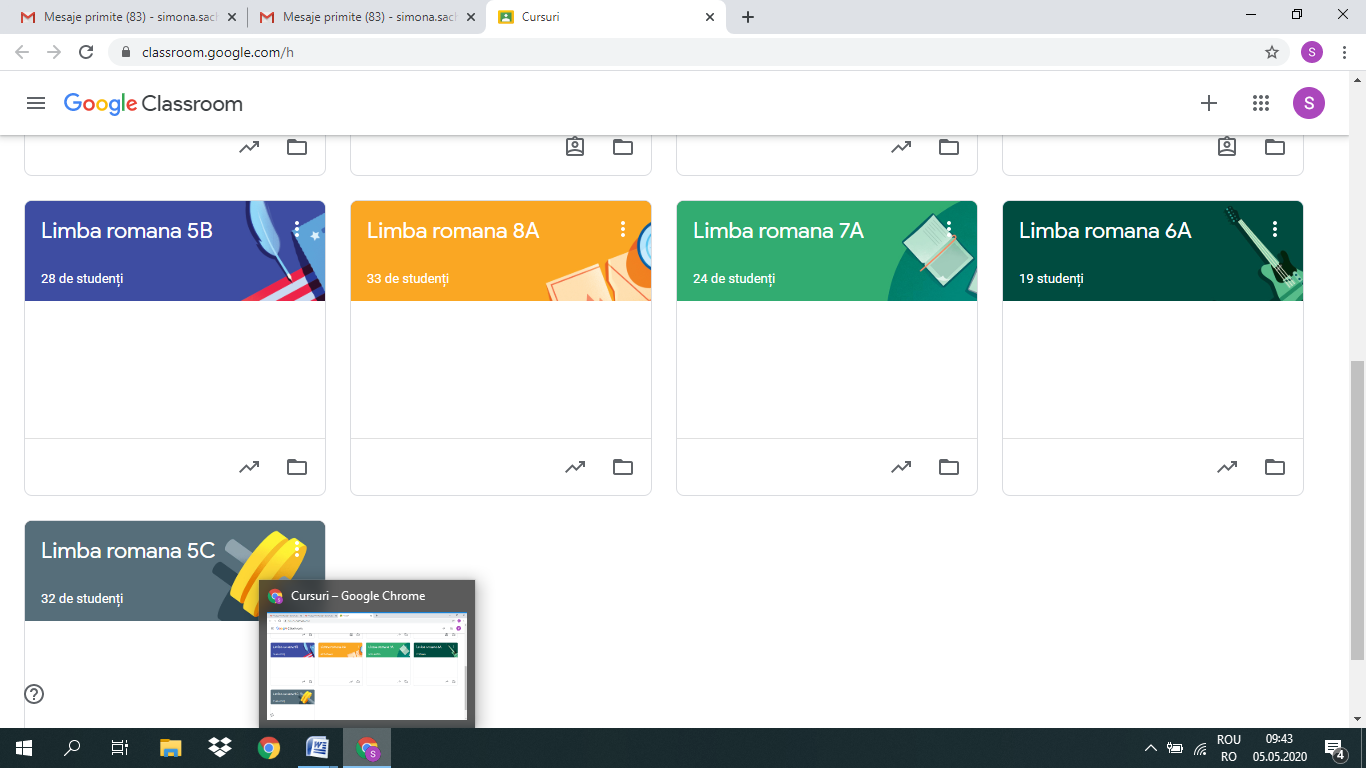 Mesaje primite (83) - simona.sac
Mesaje primite (83) - simona.sac
Cursuri
classroom.google.com/h
S
Google Classroom
S
Limba romana 5B
28 de studenți
Limba romana 8A
33 de studenți
Limba romana 7A
24 de studenți
Limba romana 6A
19 studenți
Limba romana 5C
32 de studenți
Cursuri – Google Chrome
ROU
RO
09:43
05.05.2020
4